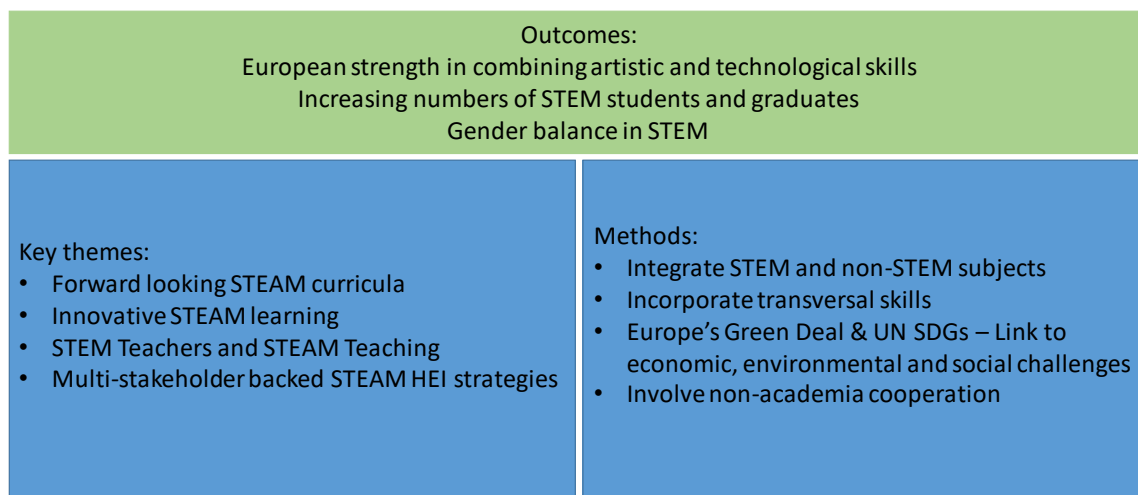 Outcomes:
European strength in combining artistic and technological skills
Increasing numbers of STEM students and graduates
Gender balance in STEM
Key themes:
• Forward looking STEAM curricula
• Innovative STEAM learning
• STEM Teachers and STEAM Teaching
• Multi-stakeholder backed STEAM HEI strategies
Methods:
• Integrate STEM and non-STEM subjects
• Incorporate transversal skills
• Europe’s Green Deal & UN SDGs – Link to
economic, environmental and social challenges
• Involve non-academia cooperation